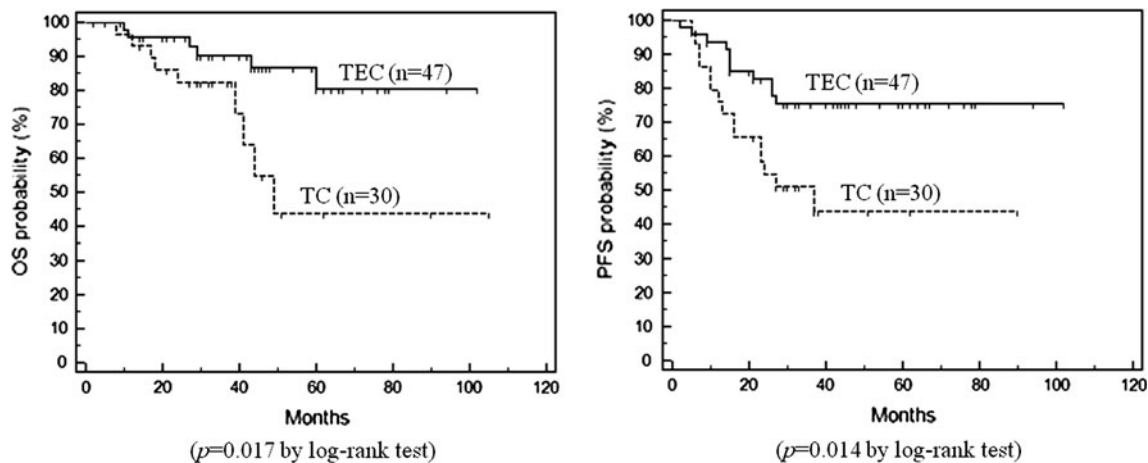 OS probability (%)
100
90
80
70
60
50
40
30
20
10
0
TEC (n=47)
TC (n=30)
0 20 40 60 80 100 120
Months
(p=0.017 by log-rank test)
PFS probability (%)
100
90
80
70
60
50
40
30
20
10
0
TEC (n=47)
TC (n=30)
0 20 40 60 80 100 120
Months
(p=0.014 by log-rank test)